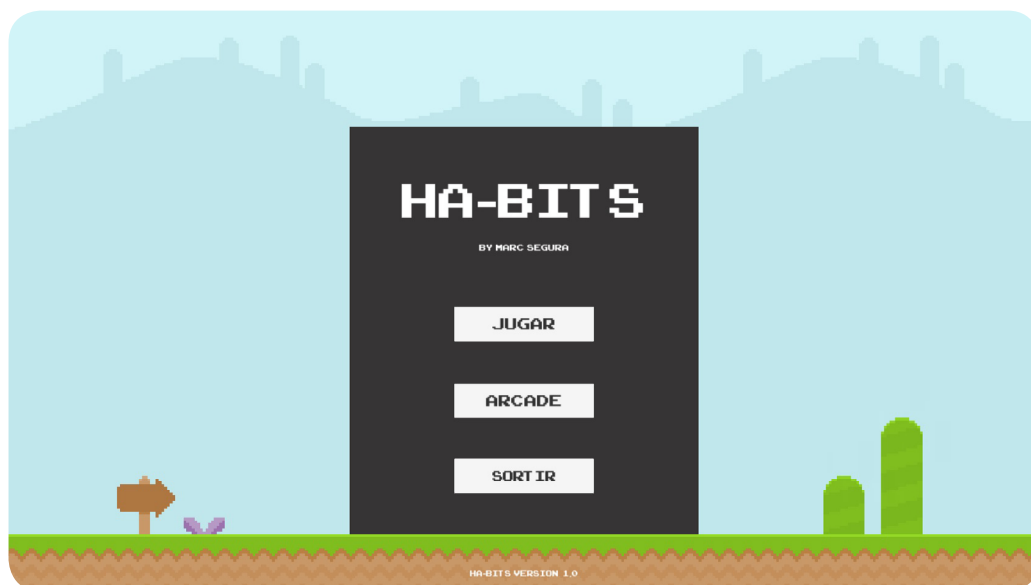 HA-BITS
BY MARC SEGURA
JUGAR
ARCADE
SORTIR
HA-BITS VERSION 1.0